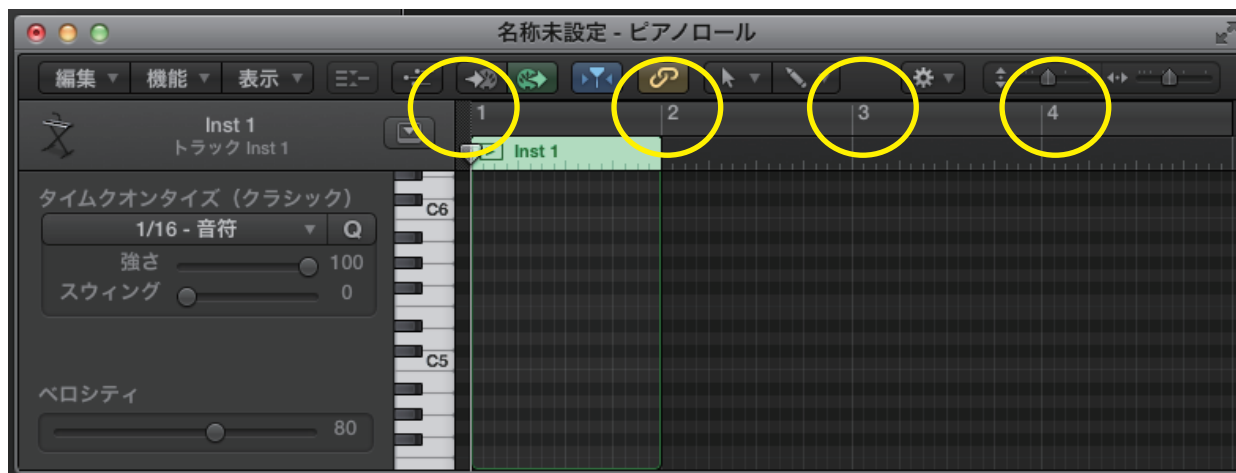 名称未設定 - ピアノロール
編集 機能 表示
1 2 3 4
Inst 1
トラック Inst 1
Inst 1
タイムクオンタイズ（クラシック）
1/16 - 音符 Q
強さ 100
スウィング 0
C6
C5
ベロシティ
80